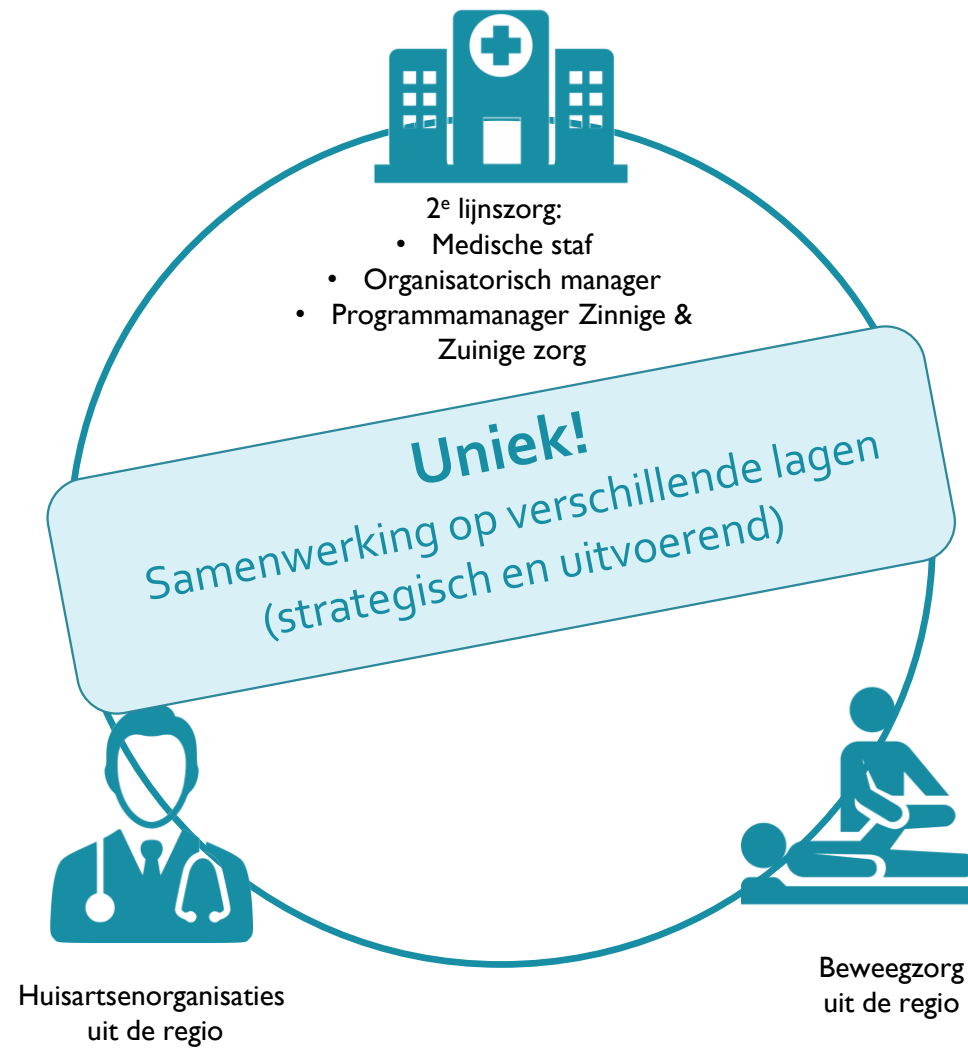 2e lijnszorg:
• Medische staf
• Organisatorisch manager
• Programmamanager Zinnige &
Zuinige zorg
Uniek!
Samenwerking op verschillende lagen
(strategisch en uitvoerend)
Huisartsenorganisaties
uit de regio
Beweegzorg
uit de regio